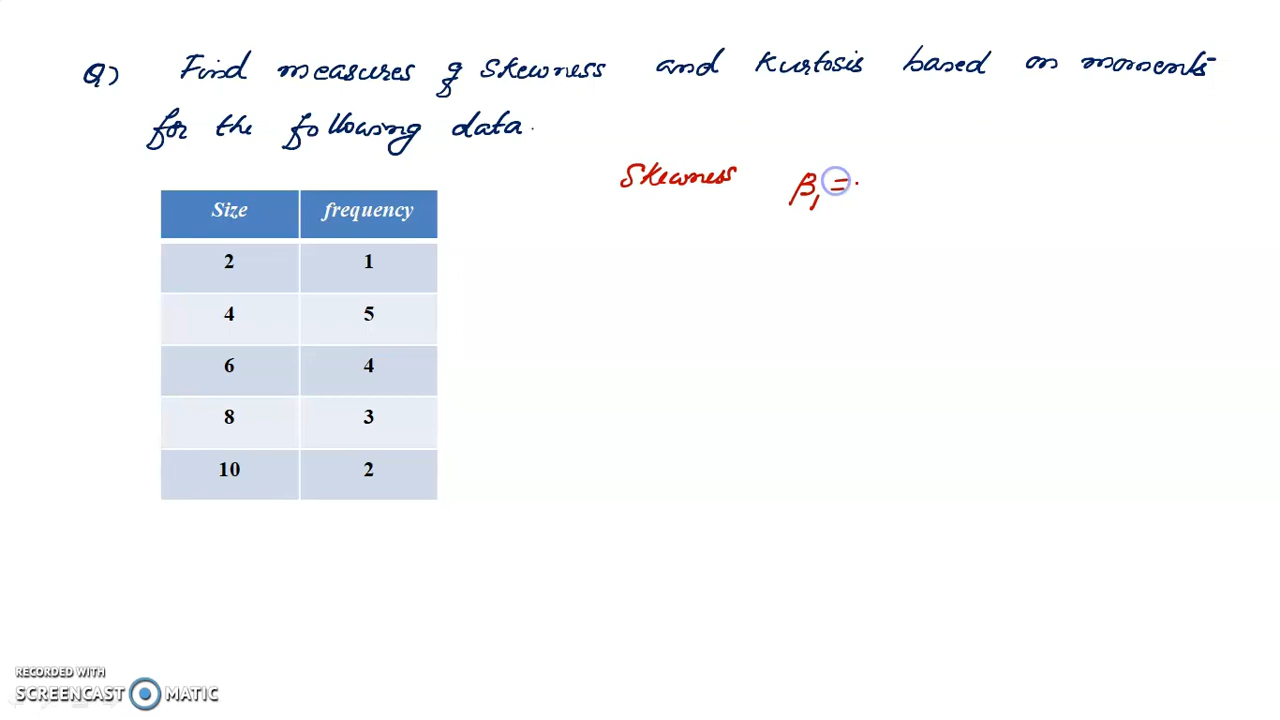 Q) Find measures of Skewness and Kurtosis based on moments
for the following data.
Skewness β₁ =
Size frequency
2 1
4 5
6 4
8 3
10 2
RECORDED WITH
SCREENCAST MATIC